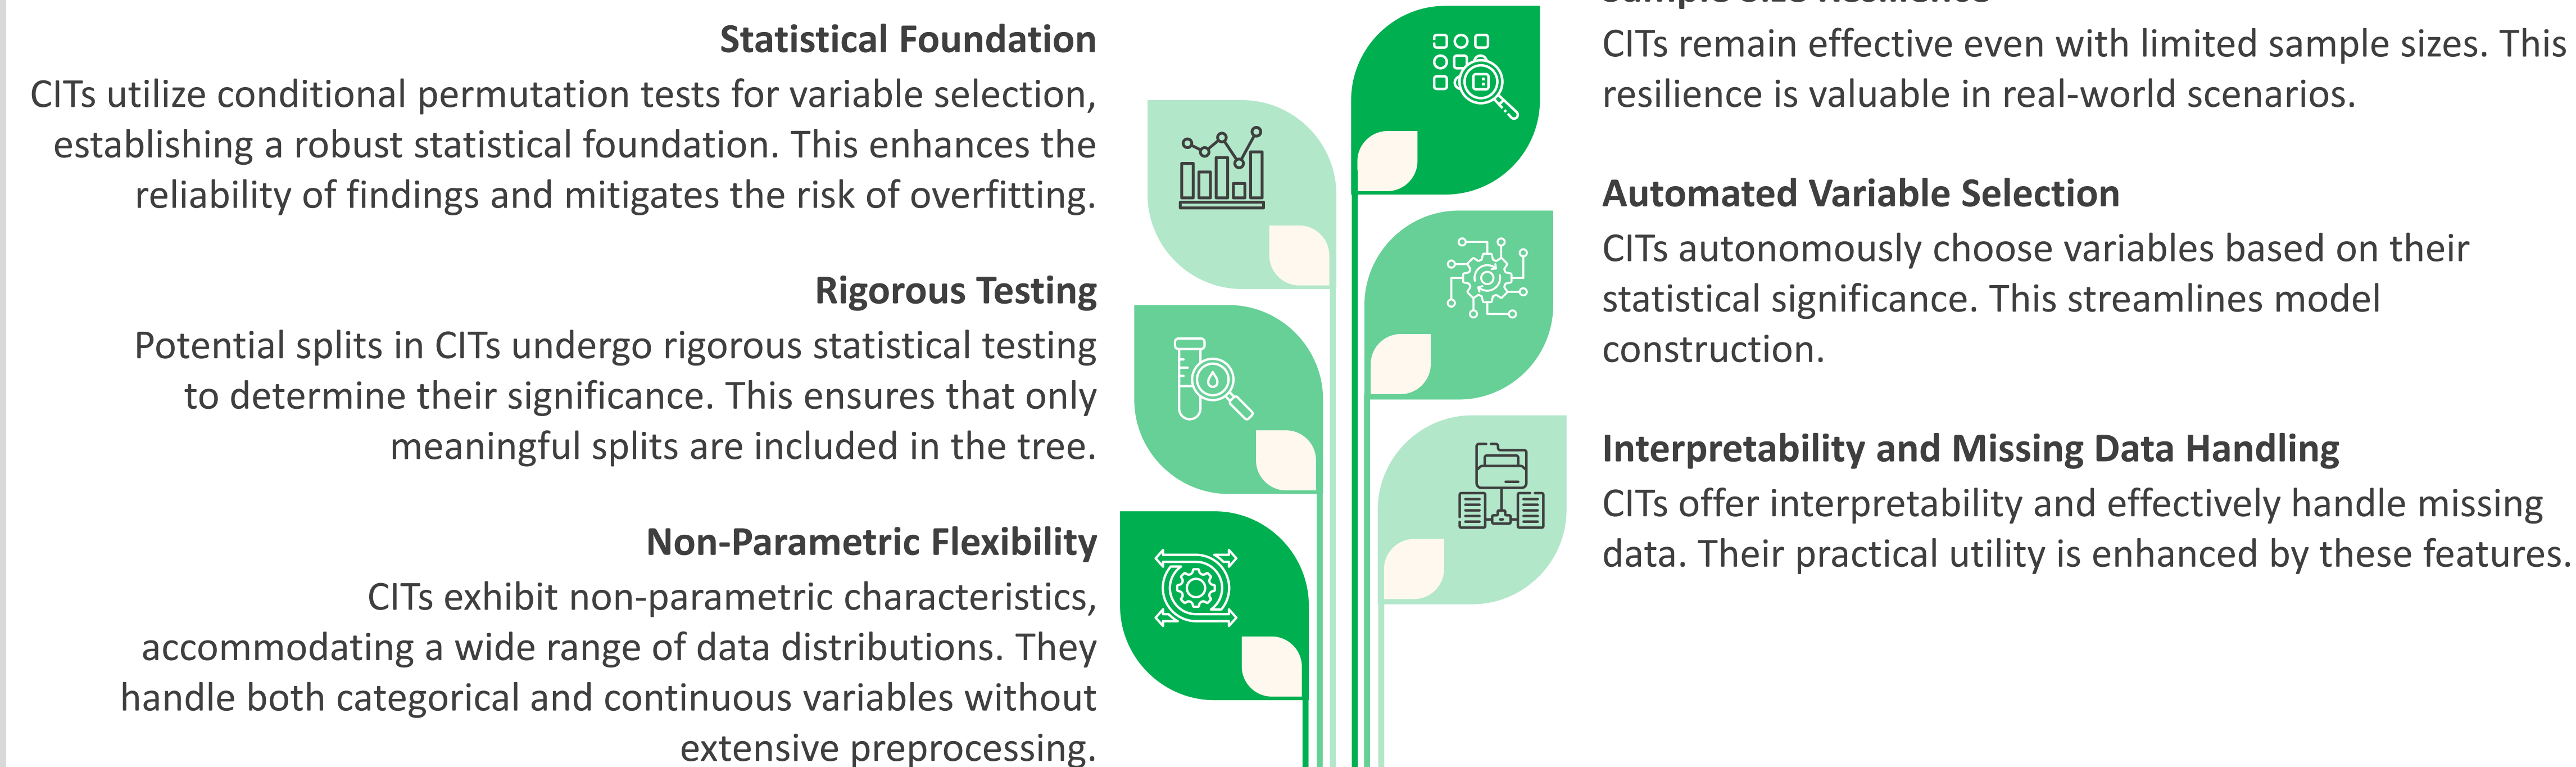 Statistical Foundation
CITs utilize conditional permutation tests for variable selection,
establishing a robust statistical foundation. This enhances the
reliability of findings and mitigates the risk of overfitting.
Rigorous Testing
Potential splits in CITs undergo rigorous statistical testing
to determine their significance. This ensures that only
meaningful splits are included in the tree.
Non-Parametric Flexibility
CITs exhibit non-parametric characteristics,
accommodating a wide range of data distributions. They
handle both categorical and continuous variables without
extensive preprocessing.
Sample Size Resilience
CITs remain effective even with limited sample sizes. This
resilience is valuable in real-world scenarios.
Automated Variable Selection
CITs autonomously choose variables based on their
statistical significance. This streamlines model
construction.
Interpretability and Missing Data Handling
CITs offer interpretability and effectively handle missing
data. Their practical utility is enhanced by these features.